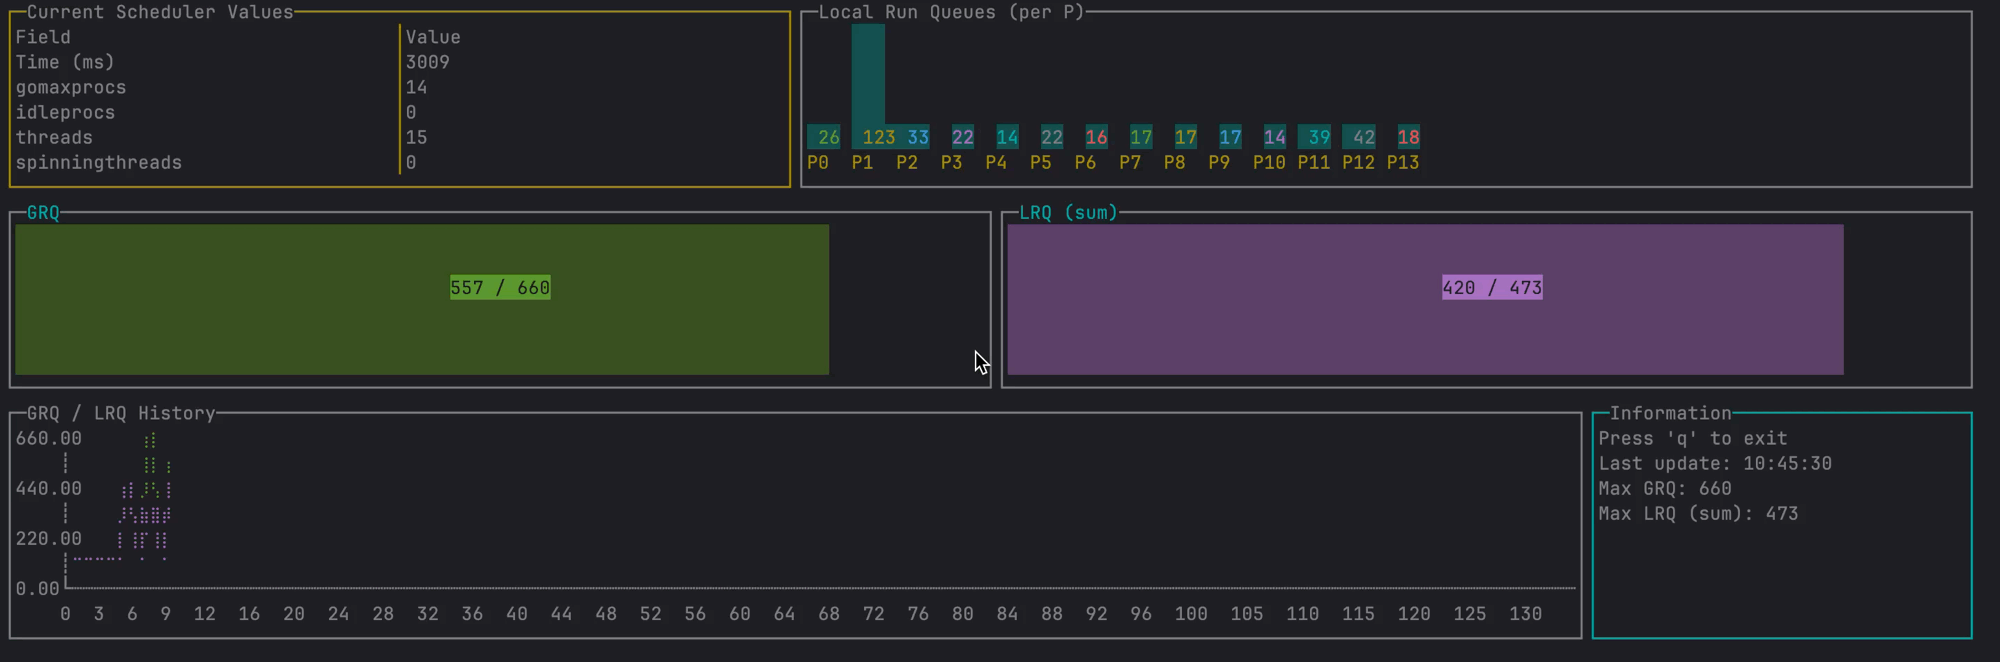 Current Scheduler Values
Field Value
Time (ms) 3009
gomaxprocs 14
idleprocs 0
threads 15
spinningthreads 0
Local Run Queues (per P)
26 123 33 22 14 22 16 17 17 17 14 39 42 18
P0 P1 P2 P3 P4 P5 P6 P7 P8 P9 P10 P11 P12 P13
GRQ
557 / 660
LRQ (sum)
420 / 473
GRQ / LRQ History
660.00
440.00
220.00
0.00
0 3 6 9 12 16 20 24 28 32 36 40 44 48 52 56 60 64 68 72 76 80 84 88 92 96 100 105 110 115 120 125 130
Information
Press 'q' to exit
Last update: 10:45:30
Max GRQ: 660
Max LRQ (sum): 473